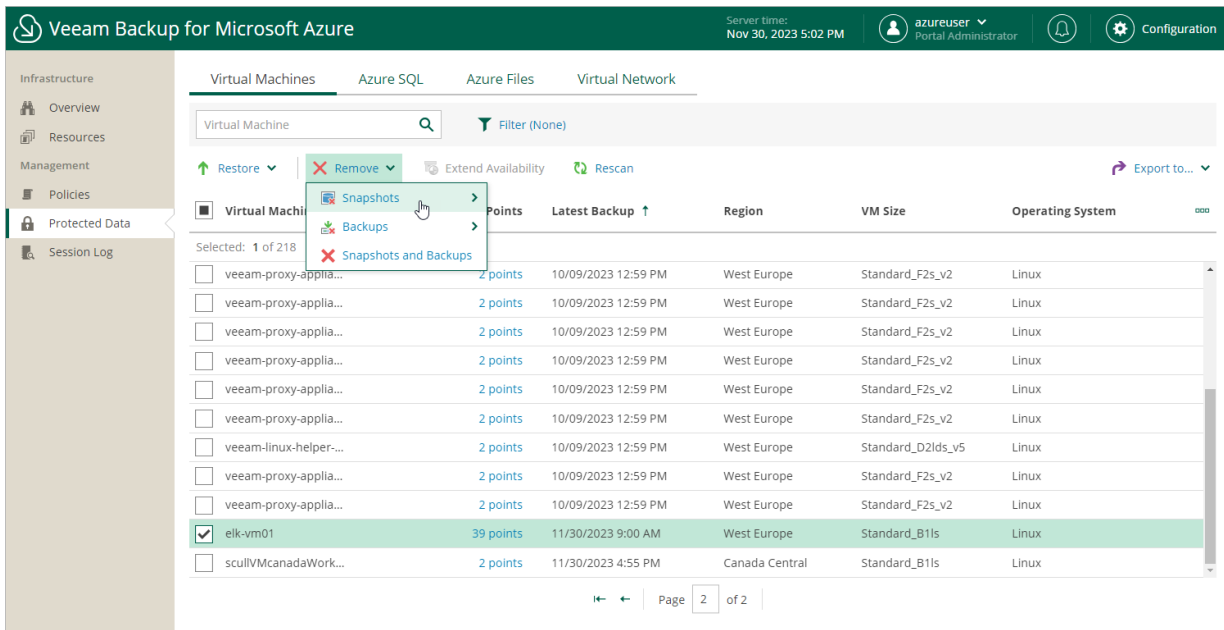 Veeam Backup for Microsoft Azure
Server time:
Nov 30, 2023 5:02 PM
azureuser
Portal Administrator
Configuration
Infrastructure
Overview
Resources
Management
Policies
Protected Data
Session Log
Virtual Machines Azure SQL Azure Files Virtual Network
Virtual Machine
Filter (None)
Restore Remove Extend Availability Rescan Export to...
Snapshots
Backups
Snapshots and Backups
Virtual Machin Points Latest Backup ↑ Region VM Size Operating System
Selected: 1 of 218
veeam-proxy-applia... 2 points 10/09/2023 12:59 PM West Europe Standard_F2s_v2 Linux
veeam-proxy-applia... 2 points 10/09/2023 12:59 PM West Europe Standard_F2s_v2 Linux
veeam-proxy-applia... 2 points 10/09/2023 12:59 PM West Europe Standard_F2s_v2 Linux
veeam-proxy-applia... 2 points 10/09/2023 12:59 PM West Europe Standard_F2s_v2 Linux
veeam-proxy-applia... 2 points 10/09/2023 12:59 PM West Europe Standard_F2s_v2 Linux
veeam-proxy-applia... 2 points 10/09/2023 12:59 PM West Europe Standard_F2s_v2 Linux
veeam-linux-helper-... 2 points 10/09/2023 12:59 PM West Europe Standard_D2lds_v5 Linux
veeam-proxy-applia... 2 points 10/09/2023 12:59 PM West Europe Standard_F2s_v2 Linux
veeam-proxy-applia... 2 points 10/09/2023 12:59 PM West Europe Standard_F2s_v2 Linux
elk-vm01 39 points 11/30/2023 9:00 AM West Europe Standard_B1ls Linux
scullVMcanadaWork... 2 points 11/30/2023 4:55 PM Canada Central Standard_B1ls Linux
Page 2 of 2